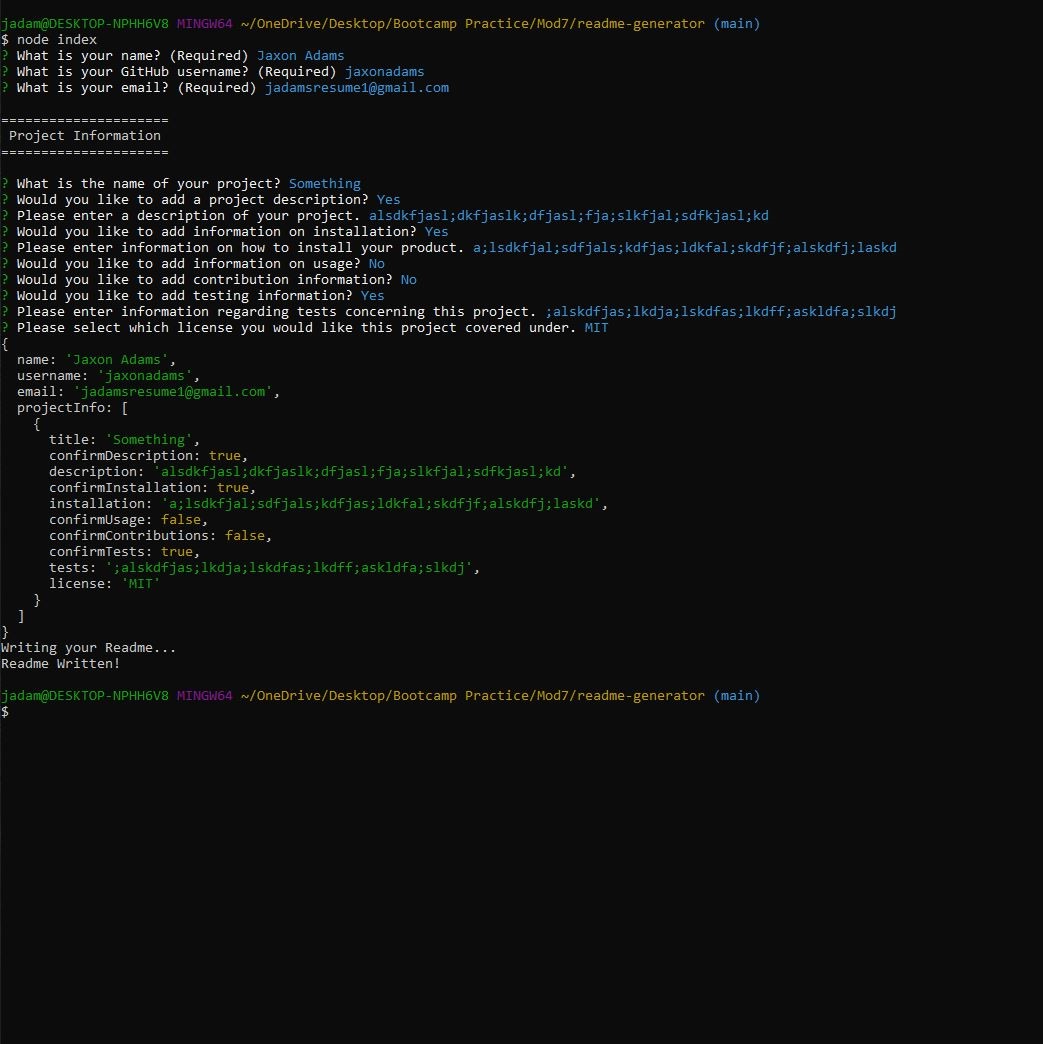 jadam@DESKTOP-NPHH6V8 MINGW64 ~/OneDrive/Desktop/Bootcamp Practice/Mod7/readme-generator (main)
$ node index
? What is your name? (Required) Jaxon Adams
? What is your GitHub username? (Required) jaxonadams
? What is your email? (Required) jadamsresume1@gmail.com
=====================
Project Information
=====================
? What is the name of your project? Something
? Would you like to add a project description? Yes
? Please enter a description of your project. alsdkfjasl;dkfjaslk;dfjasl;fja;slkfjal;sdfkjasl;kd
? Would you like to add information on installation? Yes
? Please enter information on how to install your product. a;lsdkfjal;sdfjals;kdfjas;ldkfal;skdfjf;alskdfj;laskd
? Would you like to add information on usage? No
? Would you like to add contribution information? No
? Would you like to add testing information? Yes
? Please enter information regarding tests concerning this project. ;alskdfjas;lkdja;lskdfas;lkdff;askldfa;slkdj
? Please select which license you would like this project covered under. MIT
{
  name: 'Jaxon Adams',
  username: 'jaxonadams',
  email: 'jadamsresume1@gmail.com',
  projectInfo: [
    {
      title: 'Something',
      confirmDescription: true,
      description: 'alsdkfjasl;dkfjaslk;dfjasl;fja;slkfjal;sdfkjasl;kd',
      confirmInstallation: true,
      installation: 'a;lsdkfjal;sdfjals;kdfjas;ldkfal;skdfjf;alskdfj;laskd',
      confirmUsage: false,
      confirmContributions: false,
      confirmTests: true,
      tests: ';alskdfjas;lkdja;lskdfas;lkdff;askldfa;slkdj',
      license: 'MIT'
    }
  ]
}
Writing your Readme...
Readme Written!
jadam@DESKTOP-NPHH6V8 MINGW64 ~/OneDrive/Desktop/Bootcamp Practice/Mod7/readme-generator (main)
$